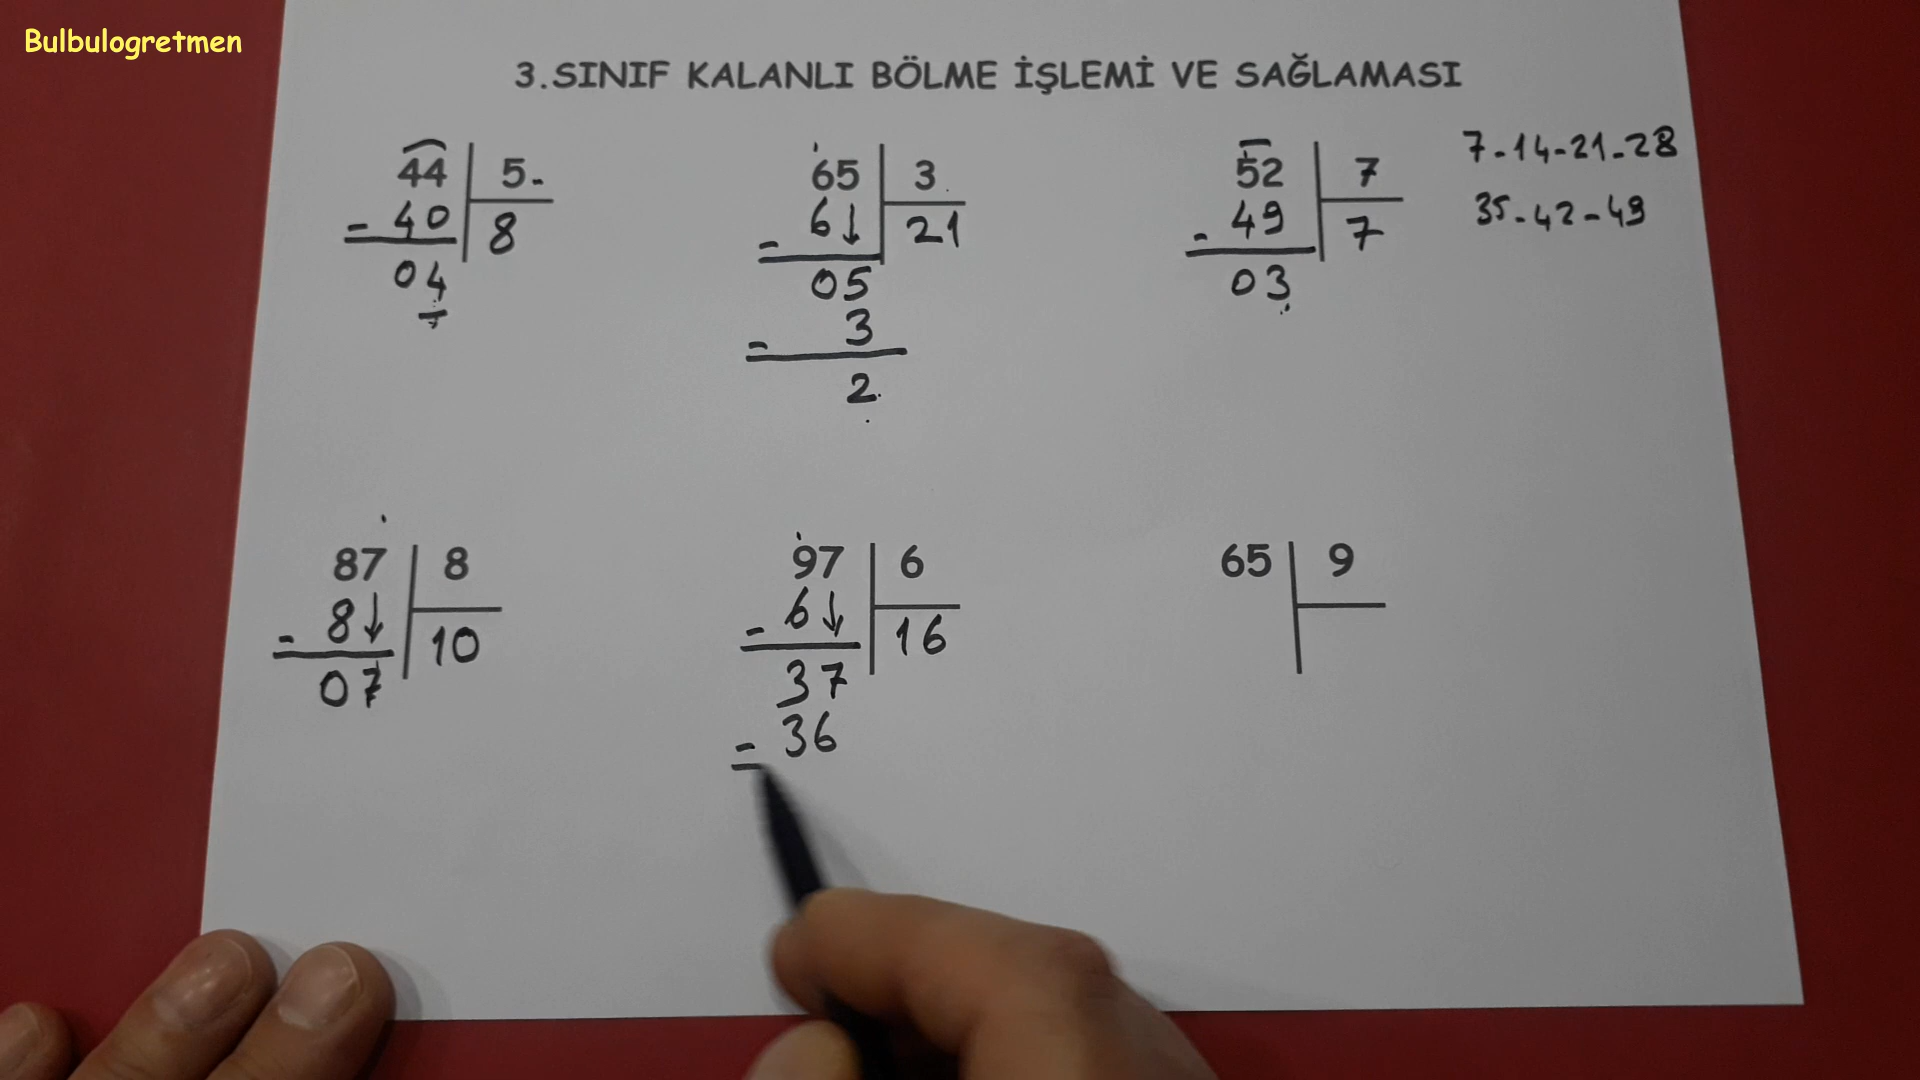 Bulbulogretmen
3.SINIF KALANLI BÖLME İŞLEMİ VE SAĞLAMASI
44 5
- 40 8
04
65 3
- 6 21
05
- 3
2
52 7
- 49 7
03
7-14-21-28
35-42-49
87 8
- 8 10
07
97 6
- 6 16
37
- 36
65 9